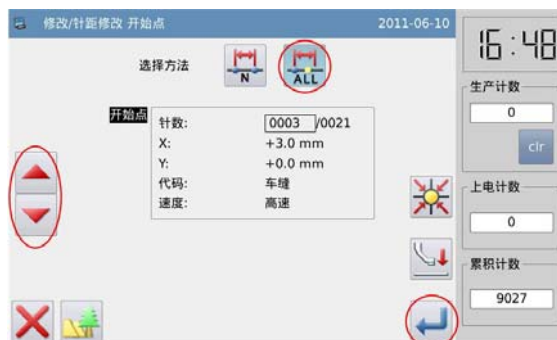 修改/针距修改 开始点 2011-06-10
16:48
选择方法 N ALL
生产计数
0
clr
开始点
针数: 0003 /0021
X: +3.0 mm
Y: +0.0 mm
代码: 车缝
速度: 高速
上电计数
0
累积计数
9027